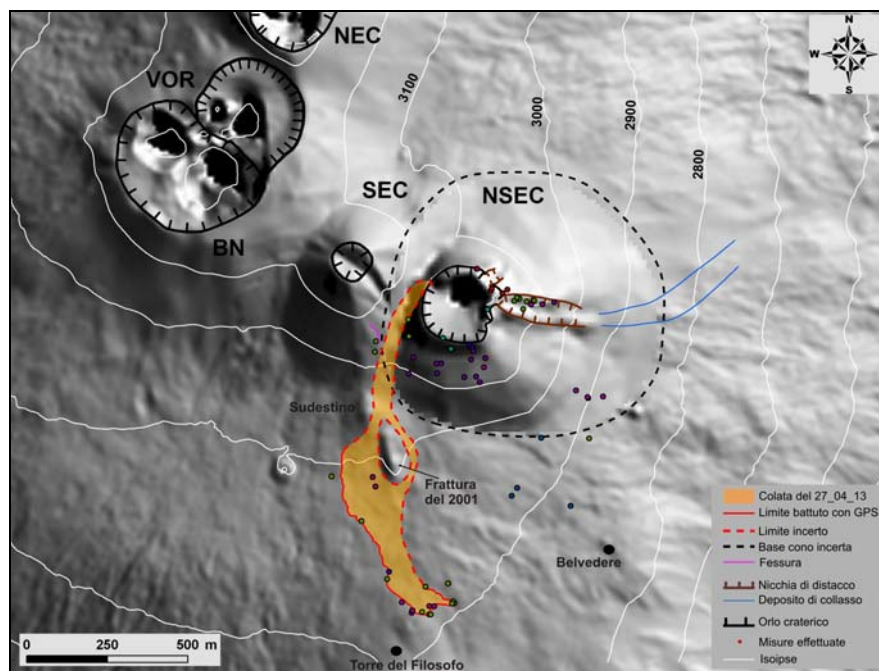 NEC
N
W
E
S
VOR
3100
3000
2900
2800
SEC
NSEC
BN
Sudestino
Frattura
del 2001
Belvedere
Torre del Filosofo
0
250
500 m
Colata del 27_04_13
Limite battuto con GPS
Limite incerto
Base cono incerta
Fessura
Nicchia di distacco
Deposito di collasso
Orlo craterico
Misure effettuate
Isoipse